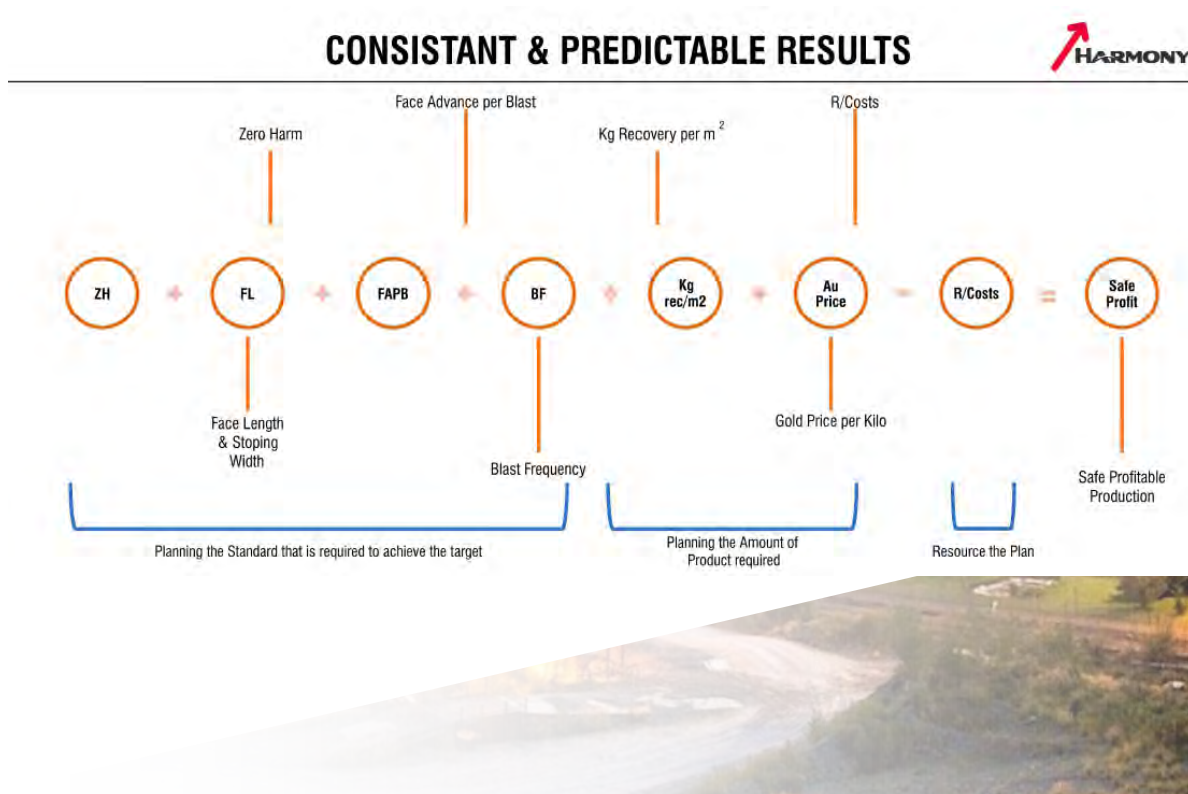 CONSISTANT & PREDICTABLE RESULTS
HARMONY
Face Advance per Blast
R/Costs
Zero Harm
Kg Recovery per m 2
ZH + FL + FAPB + BF + Kg rec/m2 + Au Price - R/Costs = Safe Profit
Face Length
& Stoping
Width
Gold Price per Kilo
Blast Frequency
Safe Profitable
Production
Planning the Standard that is required to achieve the target
Planning the Amount of
Product required
Resource the Plan